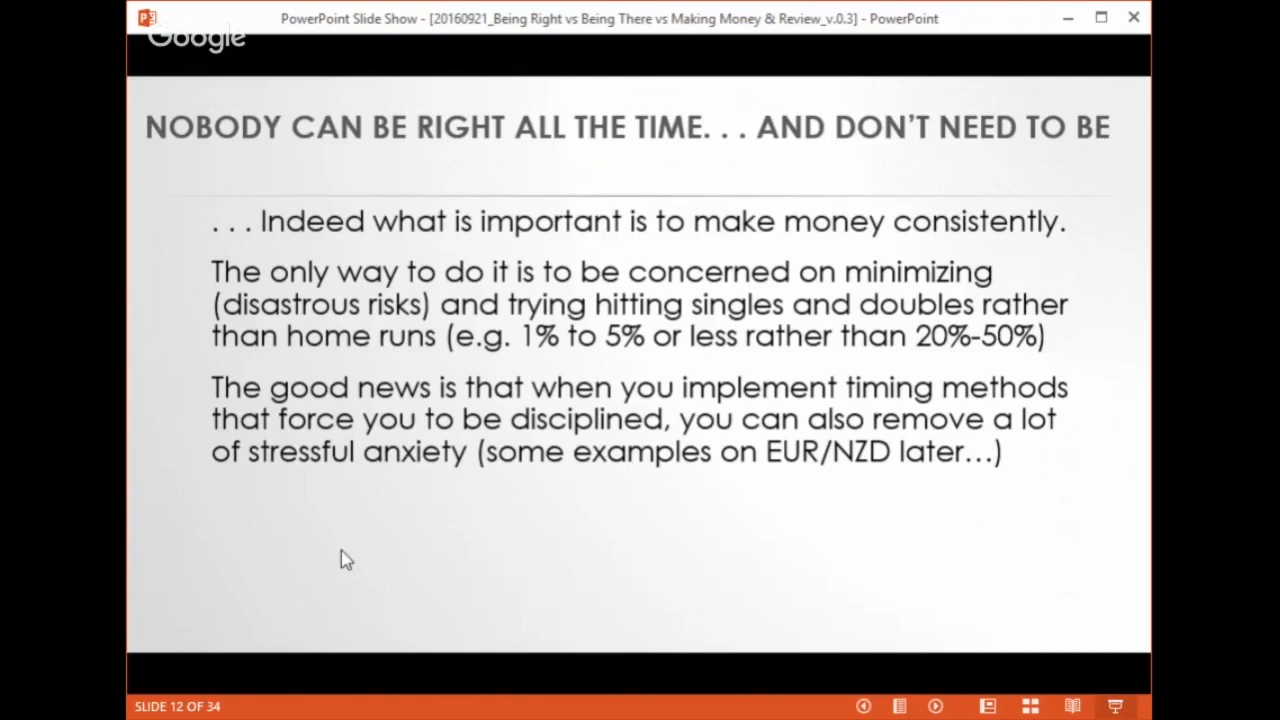 PowerPoint Slide Show - [20160921_Being Right vs Being There vs Making Money & Review_v.0.3] - PowerPoint
Google
NOBODY CAN BE RIGHT ALL THE TIME. . . AND DON'T NEED TO BE
. . . Indeed what is important is to make money consistently.
The only way to do it is to be concerned on minimizing
(disastrous risks) and trying hitting singles and doubles rather
than home runs (e.g. 1% to 5% or less rather than 20%-50%)
The good news is that when you implement timing methods
that force you to be disciplined, you can also remove a lot
of stressful anxiety (some examples on EUR/NZD later…)
SLIDE 12 OF 34